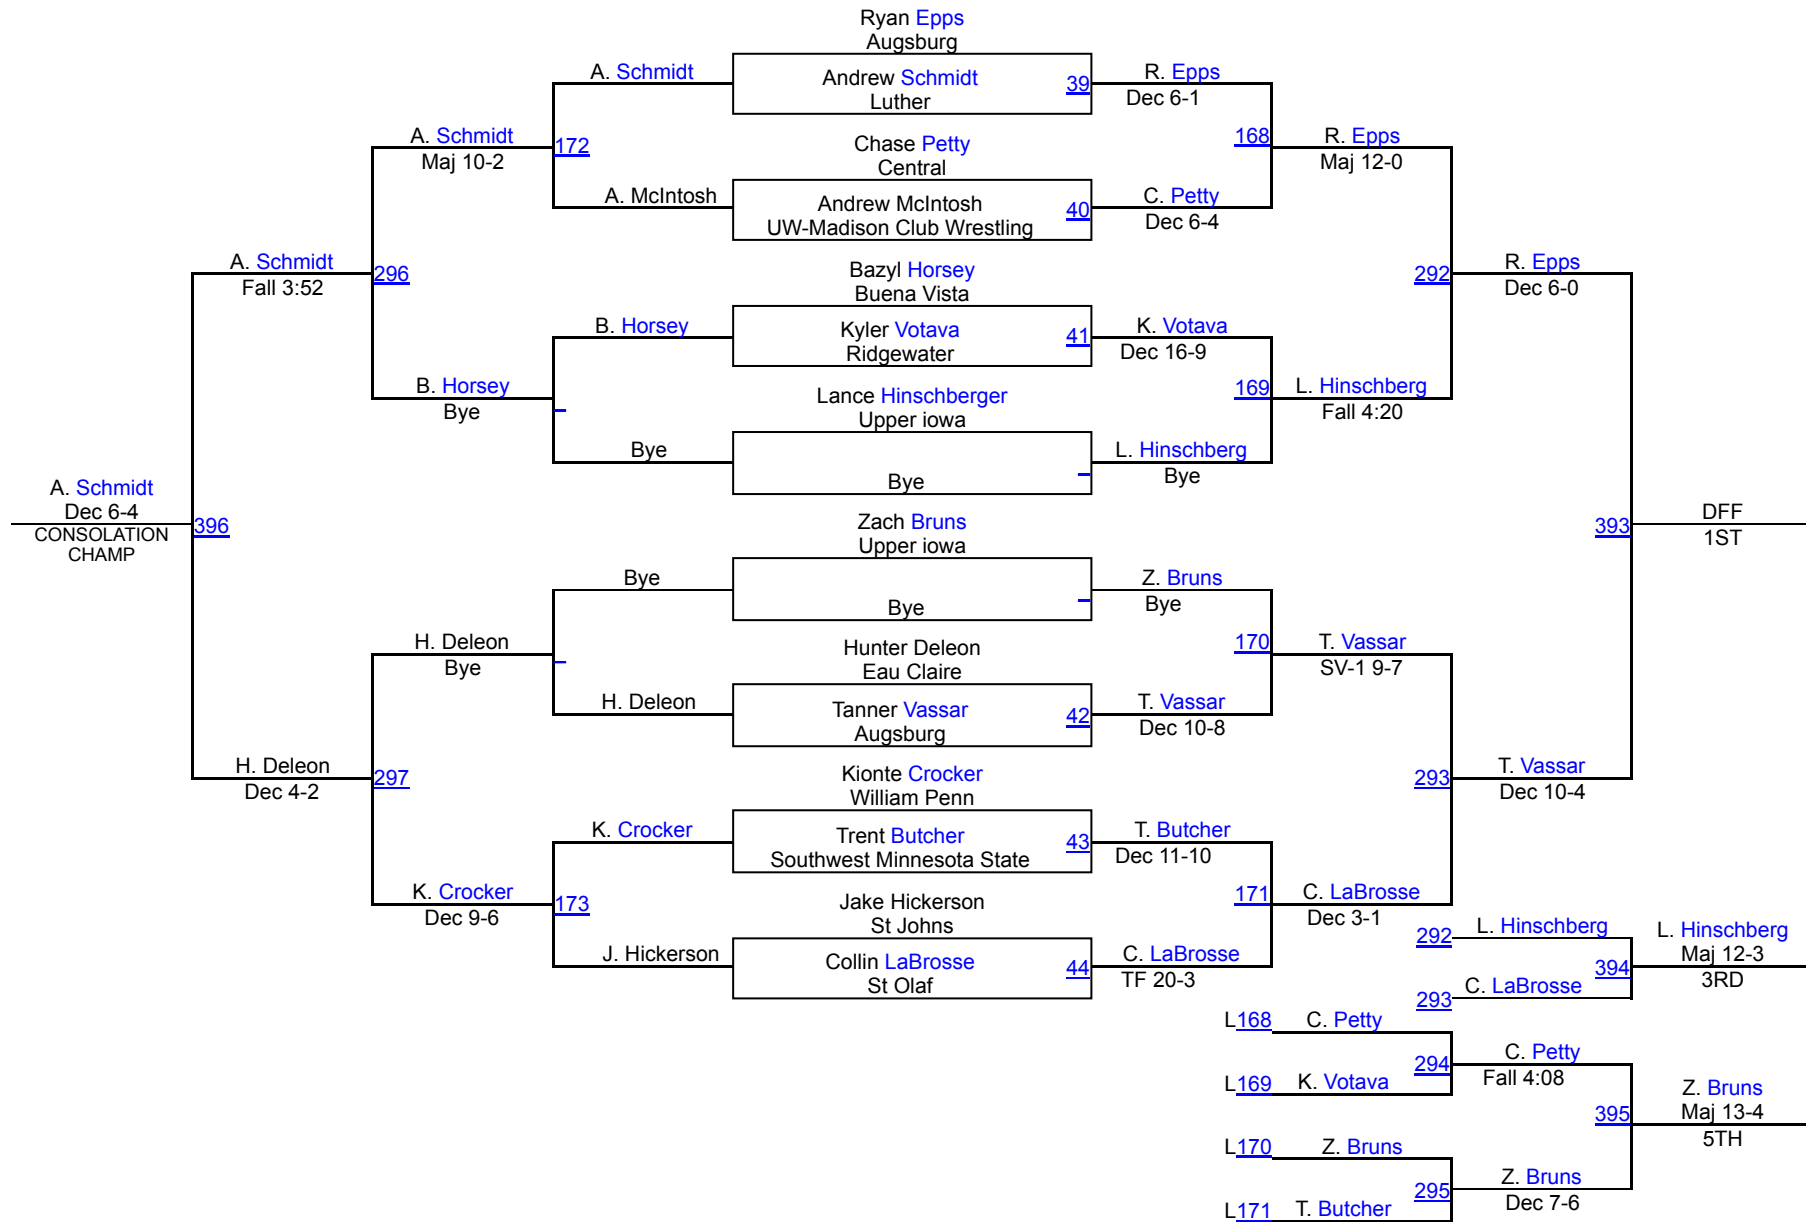 Ryan Epps
Augsburg
A. Schmidt
Andrew Schmidt
Luther
39
R. Epps
Dec 6-1
A. Schmidt
Maj 10-2
172
Chase Petty
Central
168
R. Epps
Maj 12-0
A. McIntosh
Andrew McIntosh
UW-Madison Club Wrestling
40
C. Petty
Dec 6-4
A. Schmidt
Fall 3:52
296
Bazyl Horsey
Buena Vista
292
R. Epps
Dec 6-0
B. Horsey
Kyler Votava
Ridgewater
41
K. Votava
Dec 16-9
B. Horsey
Bye
Lance Hinschberger
Upper iowa
169
L. Hinschberg
Fall 4:20
Bye
Bye
L. Hinschberg
Bye
A. Schmidt
Dec 6-4
CONSOLATION
CHAMP
396
Zach Bruns
Upper iowa
393
DFF
1ST
Bye
Bye
Z. Bruns
Bye
H. Deleon
Bye
Hunter Deleon
Eau Claire
170
T. Vassar
SV-1 9-7
H. Deleon
Tanner Vassar
Augsburg
42
T. Vassar
Dec 10-8
H. Deleon
Dec 4-2
297
Kionte Crocker
William Penn
293
T. Vassar
Dec 10-4
K. Crocker
Trent Butcher
Southwest Minnesota State
43
T. Butcher
Dec 11-10
K. Crocker
Dec 9-6
173
Jake Hickerson
St Johns
171
C. LaBrosse
Dec 3-1
J. Hickerson
Collin LaBrosse
St Olaf
44
C. LaBrosse
TF 20-3
292
L. Hinschberg
394
L. Hinschberg
Maj 12-3
3RD
293
C. LaBrosse
L168
C. Petty
294
C. Petty
Fall 4:08
L169
K. Votava
395
Z. Bruns
Maj 13-4
5TH
L170
Z. Bruns
295
Z. Bruns
Dec 7-6
L171
T. Butcher